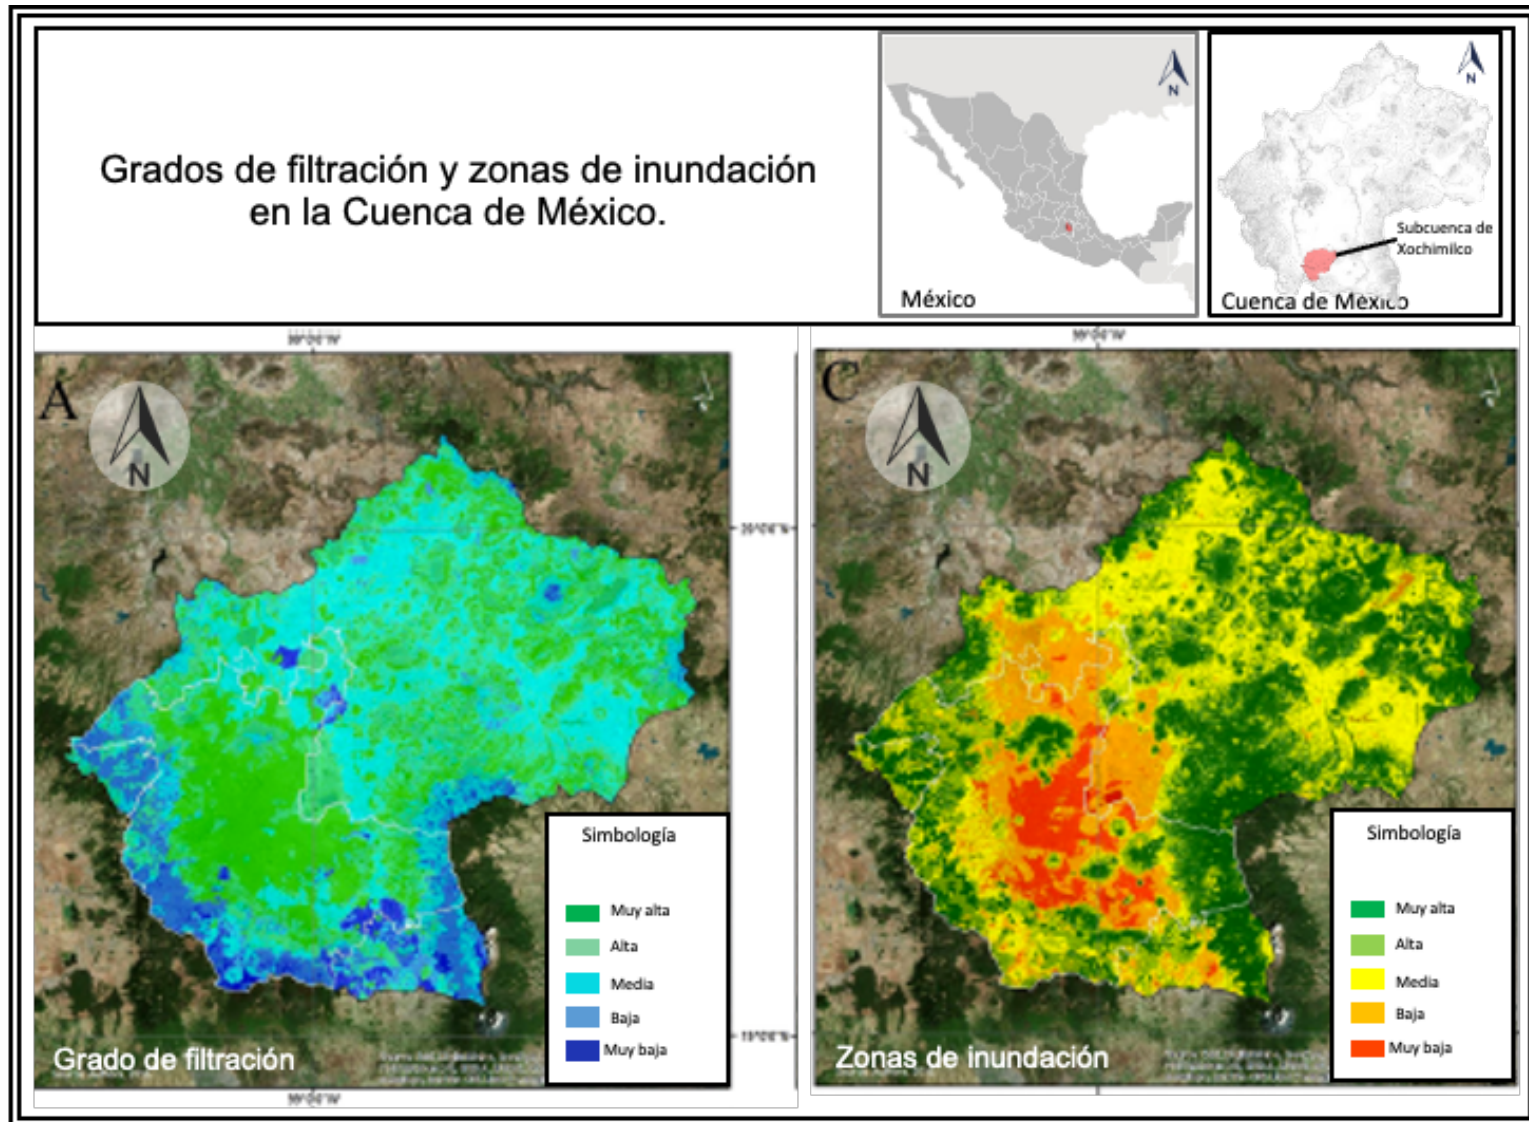 Grados de filtración y zonas de inundación
en la Cuenca de México.
N
México
N
Subcuenca de
Xochimilco
Cuenca de México
A
N
Simbología
Muy alta
Alta
Media
Baja
Muy baja
Grado de filtración
C
N
Simbología
Muy alta
Alta
Media
Baja
Muy baja
Zonas de inundación